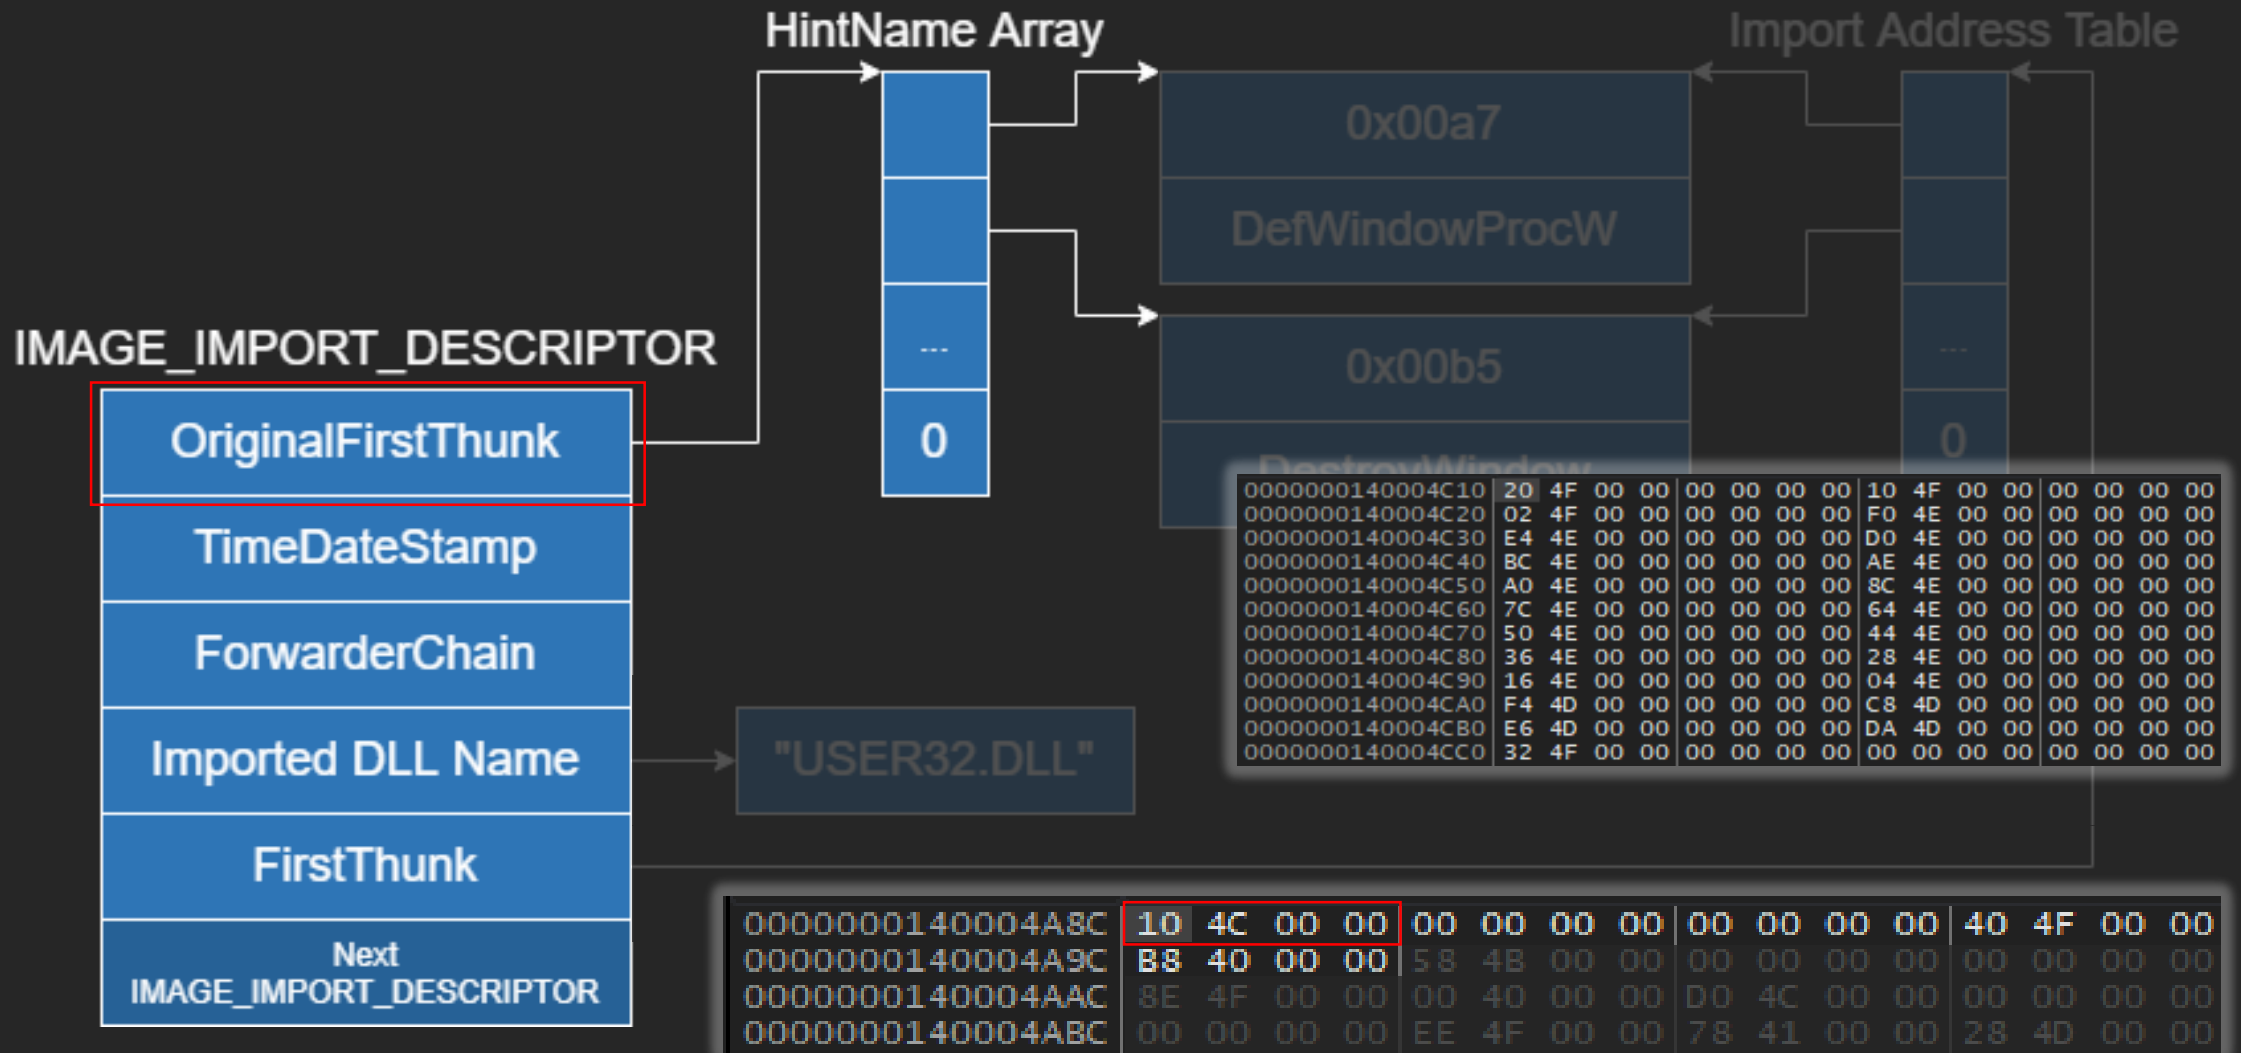 HintName Array
Import Address Table
0x00a7
DefWindowProcW
0x00b5
DestroyWindow
---
---
0
0
IMAGE_IMPORT_DESCRIPTOR
OriginalFirstThunk
TimeDateStamp
ForwarderChain
Imported DLL Name
"USER32.DLL"
FirstThunk
Next
IMAGE_IMPORT_DESCRIPTOR
0000000140004C10 20 4F 00 00 00 00 00 00 10 4F 00 00 00 00 00 00
0000000140004C20 02 4F 00 00 00 00 00 00 F0 4E 00 00 00 00 00 00
0000000140004C30 E4 4E 00 00 00 00 00 00 D0 4E 00 00 00 00 00 00
0000000140004C40 BC 4E 00 00 00 00 00 00 AE 4E 00 00 00 00 00 00
0000000140004C50 A0 4E 00 00 00 00 00 00 8C 4E 00 00 00 00 00 00
0000000140004C60 7C 4E 00 00 00 00 00 00 64 4E 00 00 00 00 00 00
0000000140004C70 50 4E 00 00 00 00 00 00 44 4E 00 00 00 00 00 00
0000000140004C80 36 4E 00 00 00 00 00 00 28 4E 00 00 00 00 00 00
0000000140004C90 16 4E 00 00 00 00 00 00 04 4E 00 00 00 00 00 00
0000000140004CA0 F4 4D 00 00 00 00 00 00 C8 4D 00 00 00 00 00 00
0000000140004CB0 E6 4D 00 00 00 00 00 00 DA 4D 00 00 00 00 00 00
0000000140004CC0 32 4F 00 00 00 00 00 00 00 00 00 00 00 00 00 00
0000000140004A8C 10 4C 00 00 00 00 00 00 00 00 00 00 40 4F 00 00
0000000140004A9C B8 40 00 00 58 4B 00 00 00 00 00 00 00 00 00 00
0000000140004AAC 8E 4F 00 00 00 40 00 00 D0 4C 00 00 00 00 00 00
0000000140004ABC 00 00 00 00 EE 4F 00 00 78 41 00 00 28 4D 00 00